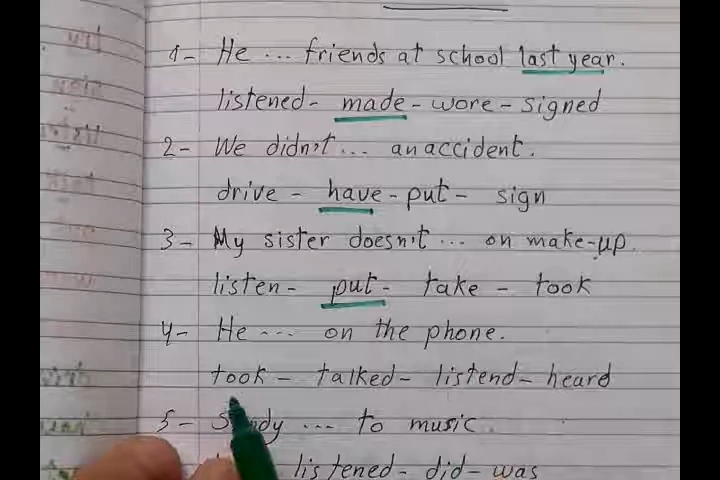 1- He ... friends at school last year.
listened- made - wore - signed
2- We didn't ... an accident.
drive - have - put - sign
3- My sister doesn't ... on make-up.
listen - put - take - took
4- He ... on the phone.
took - talked - listend - heard
5- ... to music.
listened - did - was